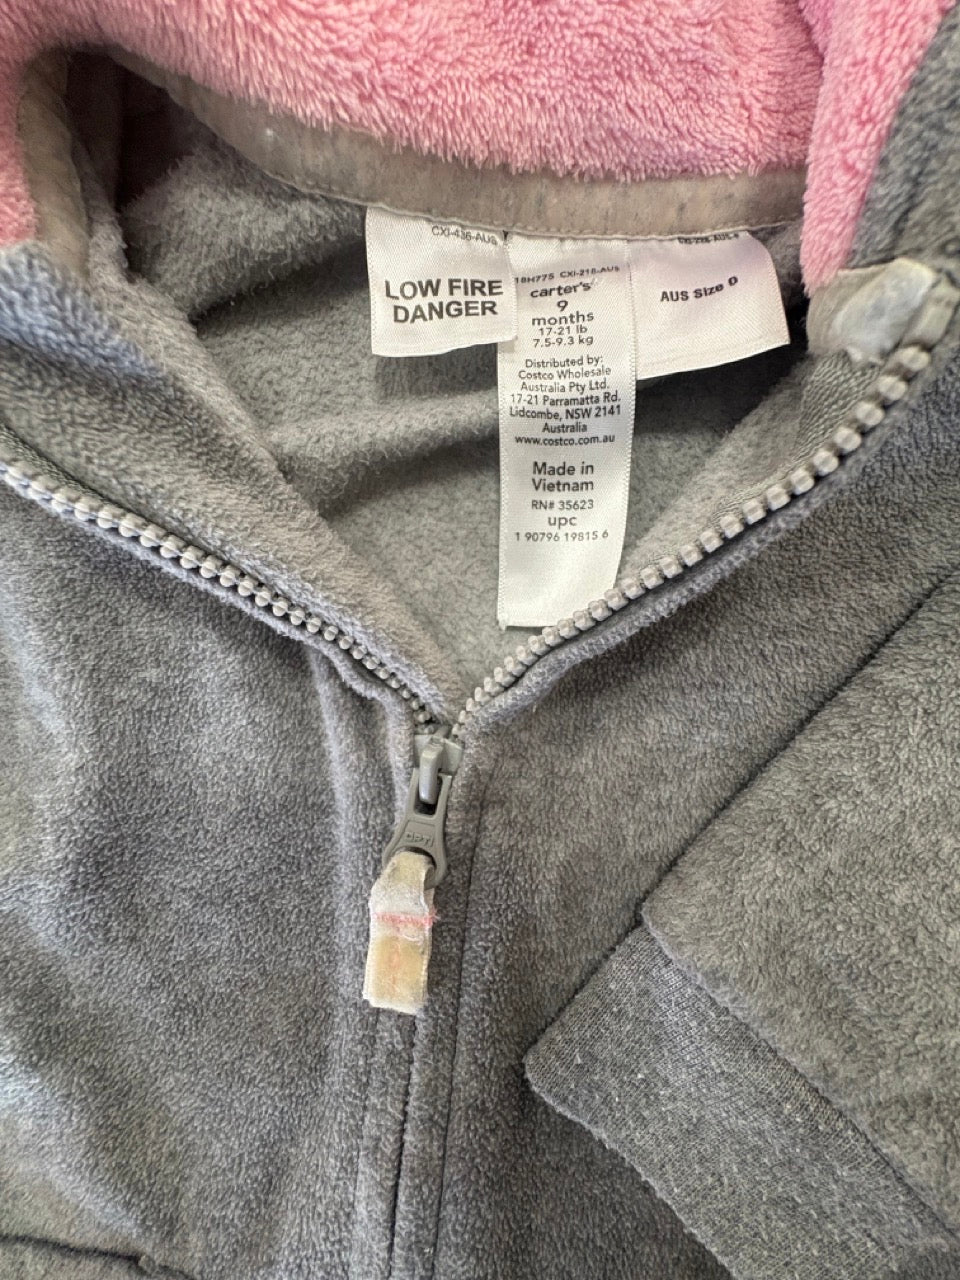 CXI-436-AUS
LOW FIRE
DANGER
18H775 CXI-218-AUS
carter's
9
months
17-21 lb
7.5-9.3 kg
Distributed by:
Costco Wholesale
Australia Pty Ltd.
17-21 Parramatta Rd.
Lidcombe, NSW 2141
Australia
www.costco.com.au
Made in
Vietnam
RN# 35623
upc
1 90796 19815 6
AUS Size 0
OPTI